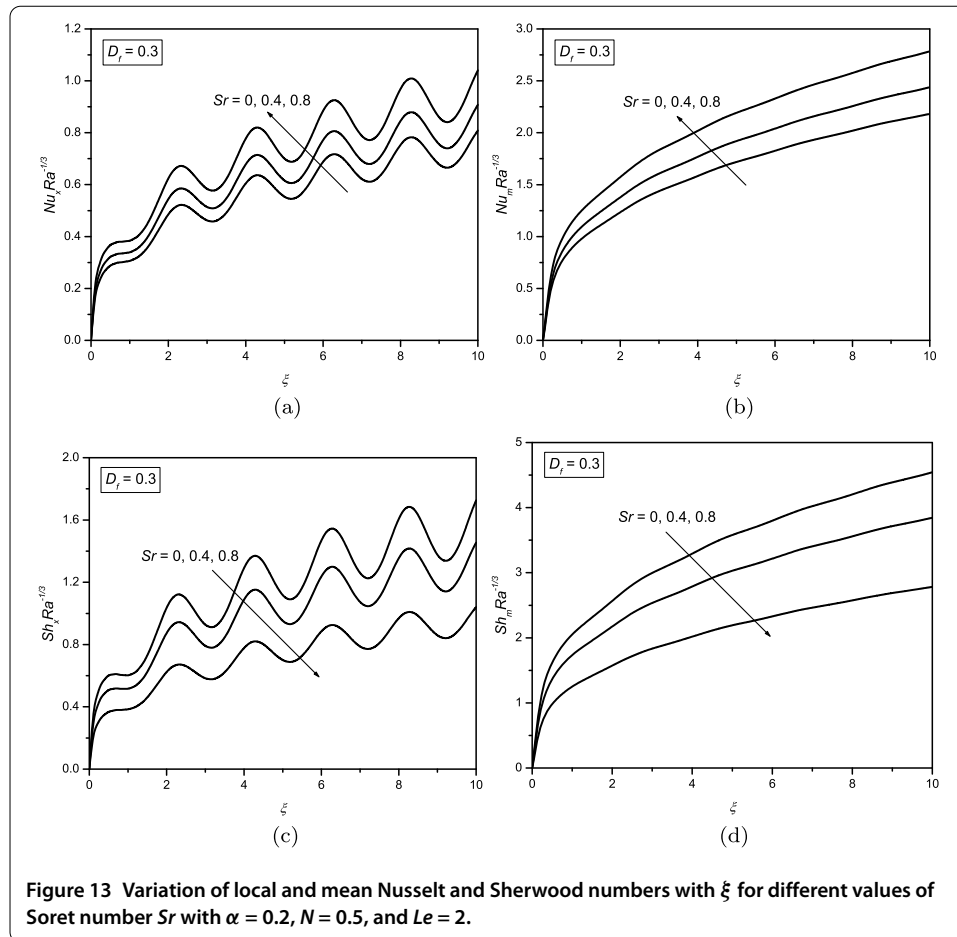 D_f = 0.3
Sr = 0, 0.4, 0.8
Nu_x Ra^{-1/3}
1.2
1.0
0.8
0.6
0.4
0.2
0.0
0 2 4 6 8 10
ξ
(a)
D_f = 0.3
Sr = 0, 0.4, 0.8
Nu_m Ra^{-1/3}
3.0
2.5
2.0
1.5
1.0
0.5
0.0
0 2 4 6 8 10
ξ
(b)
D_f = 0.3
Sr = 0, 0.4, 0.8
Sh_x Ra^{-1/3}
2.0
1.6
1.2
0.8
0.4
0.0
0 2 4 6 8 10
ξ
(c)
D_f = 0.3
Sr = 0, 0.4, 0.8
Sh_m Ra^{-1/3}
5
4
3
2
1
0
0 2 4 6 8 10
ξ
(d)
Figure 13 Variation of local and mean Nusselt and Sherwood numbers with ξ for different values of
Soret number Sr with α = 0.2, N = 0.5, and Le = 2.